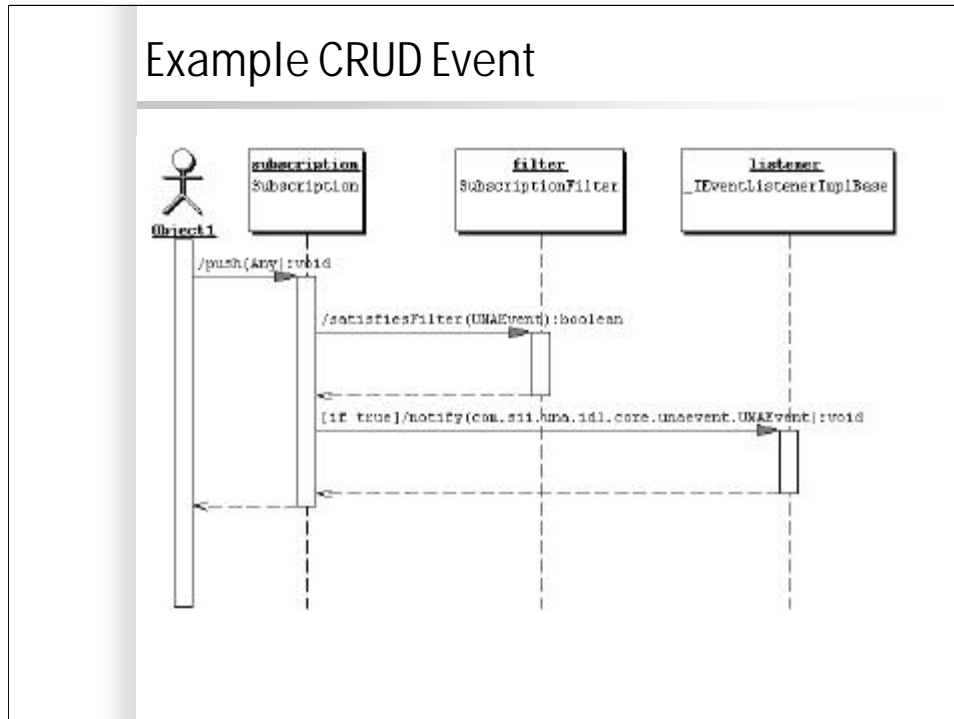 Example CRUD Event
subscription
Subscription
filter
SubscriptionFilter
listener
_IEventListenerImplBase
Object1
/push(Any):void
/satisfiesFilter(UNAEvent):boolean
[if true]/notify(com.sii.una.idl.core.unaevent.UNAEvent):void